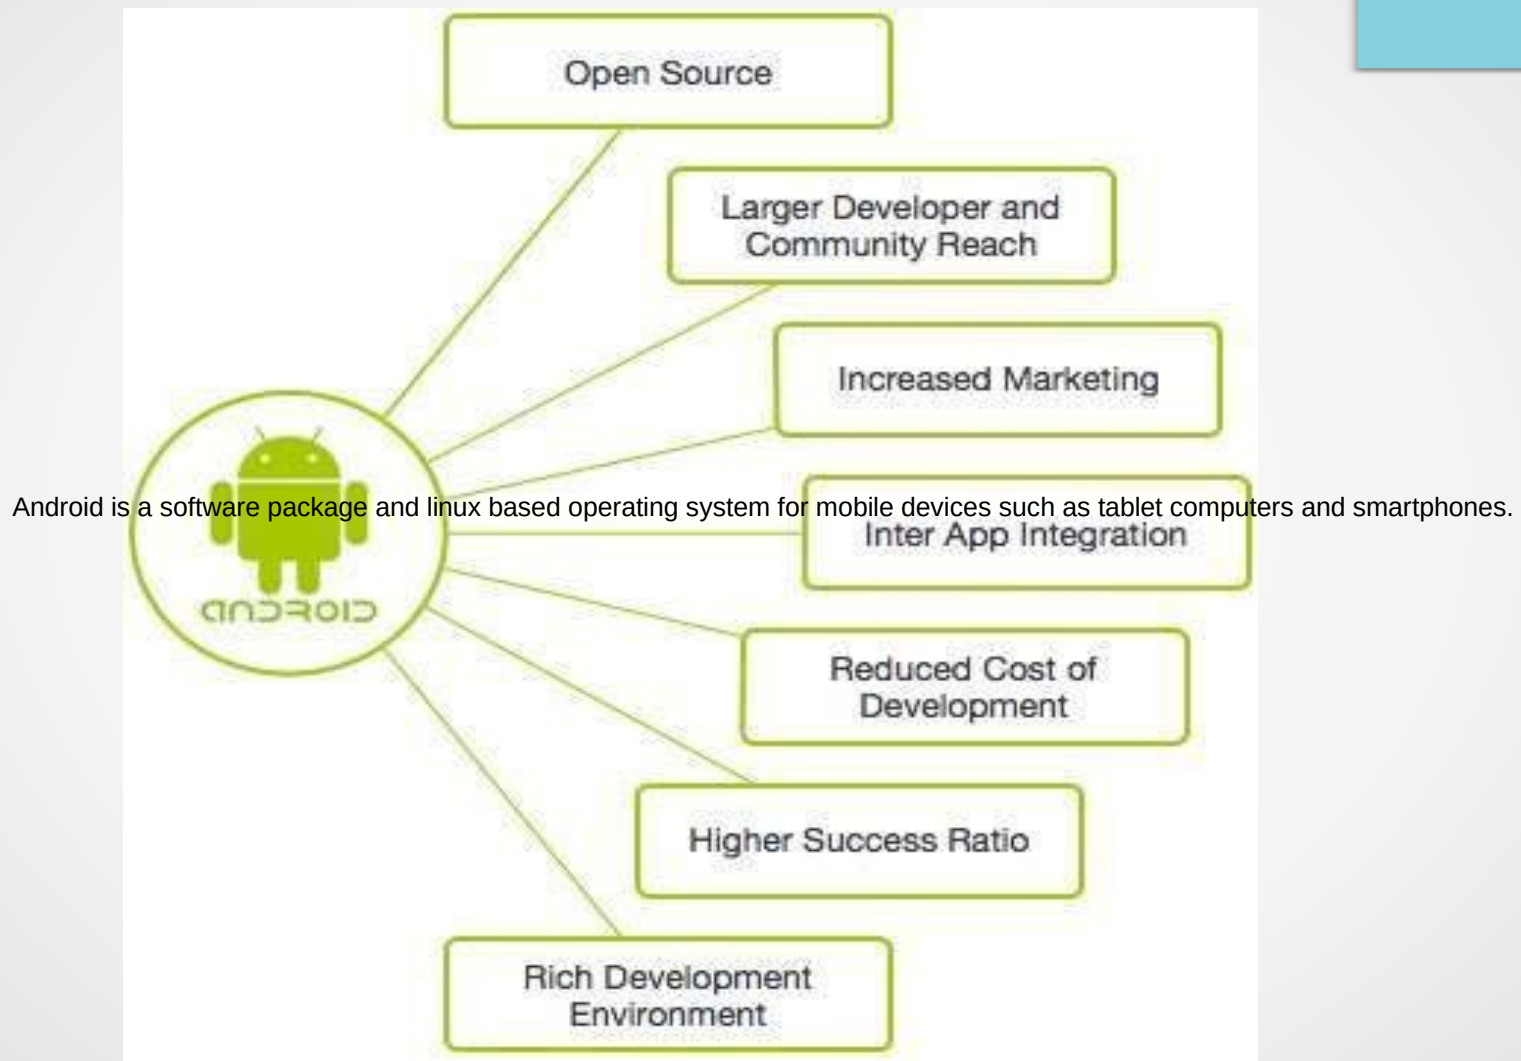 Open Source
Larger Developer and
Community Reach
Increased Marketing
Android is a software package and linux based operating system for mobile devices such as tablet computers and smartphones.
Inter App Integration
ANDROID
Reduced Cost of
Development
Higher Success Ratio
Rich Development
Environment